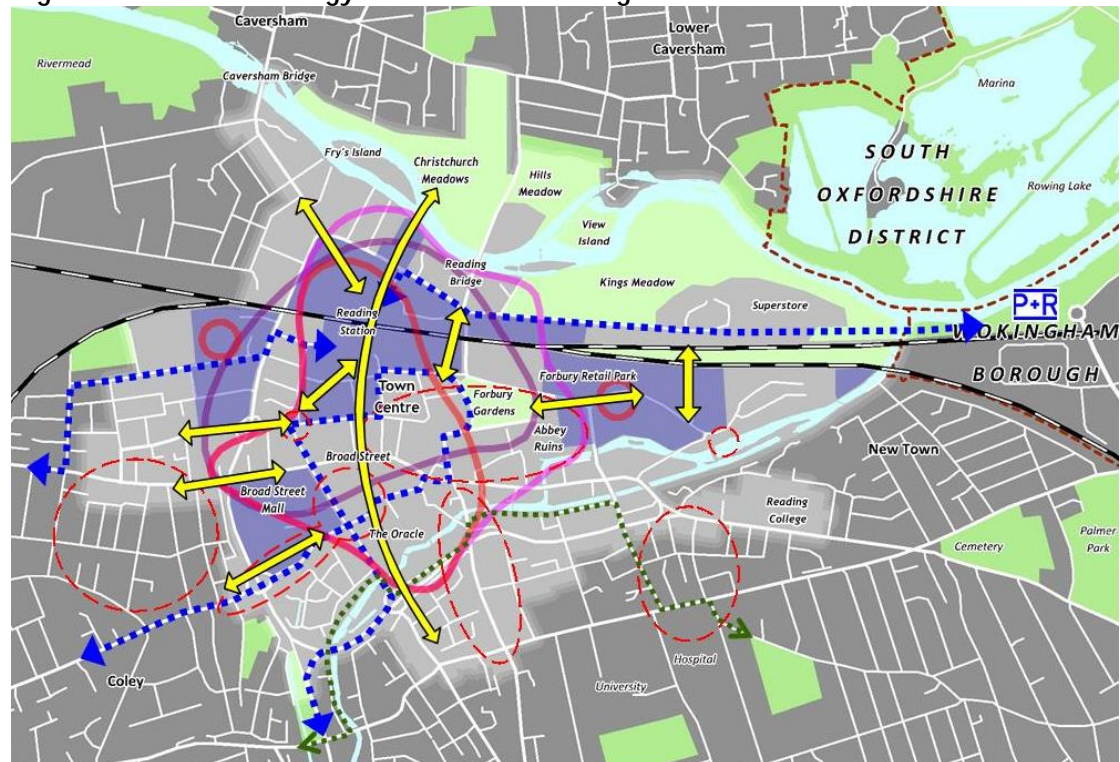 Caversham
Lower
Caversham
Rivermead
Caversham Bridge
Marina
Fry's Island
Christchurch
Meadows
Hills
Meadow
SOUTH
OXFORDSHIRE
DISTRICT
Rowing Lake
View
Island
Reading
Bridge
Kings Meadow
Superstore
P+R
Reading
Station
WOKINGHAM
BOROUGH
Town
Centre
Forbury Retail Park
Forbury
Gardens
Abbey
Ruins
Broad Street
New Town
Broad Street
Mall
Reading
College
The Oracle
Cemetery
Palmer
Park
Hospital
Coley
University